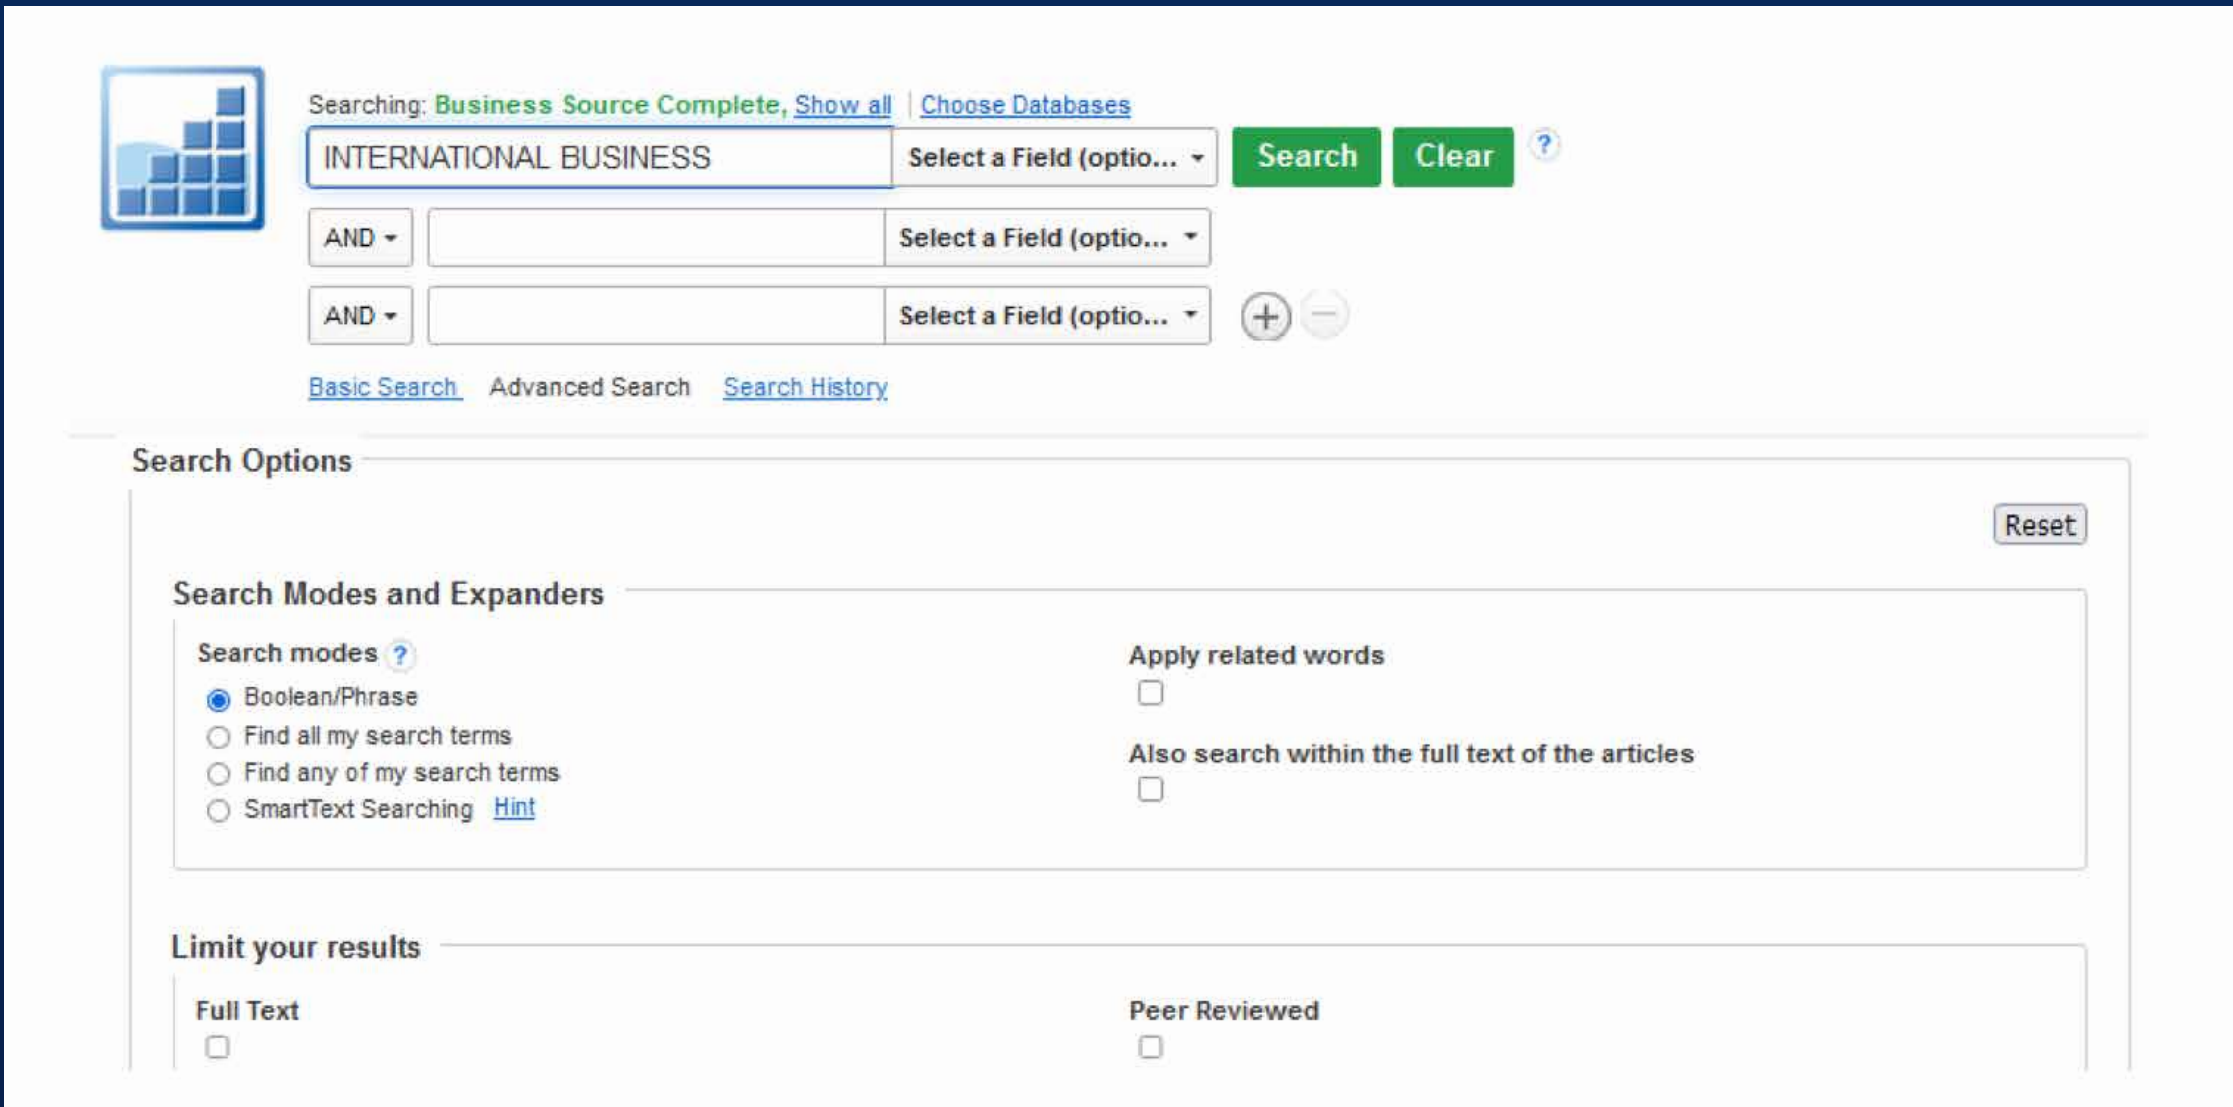 Searching: Business Source Complete, Show all | Choose Databases
INTERNATIONAL BUSINESS Select a Field (optio... Search Clear ?
AND Select a Field (optio...
AND Select a Field (optio... + −
Basic Search Advanced Search Search History
Search Options
Reset
Search Modes and Expanders
Search modes ?
Boolean/Phrase
Find all my search terms
Find any of my search terms
SmartText Searching Hint
Apply related words
Also search within the full text of the articles
Limit your results
Full Text
Peer Reviewed